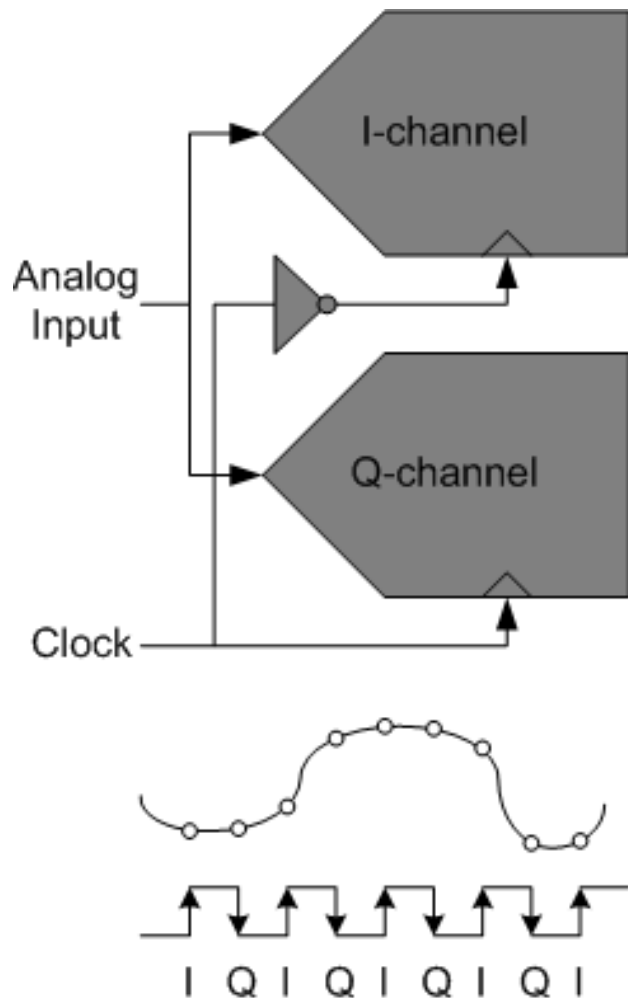 I-channel
Analog
Input
Q-channel
Clock
I Q I Q I Q I Q I